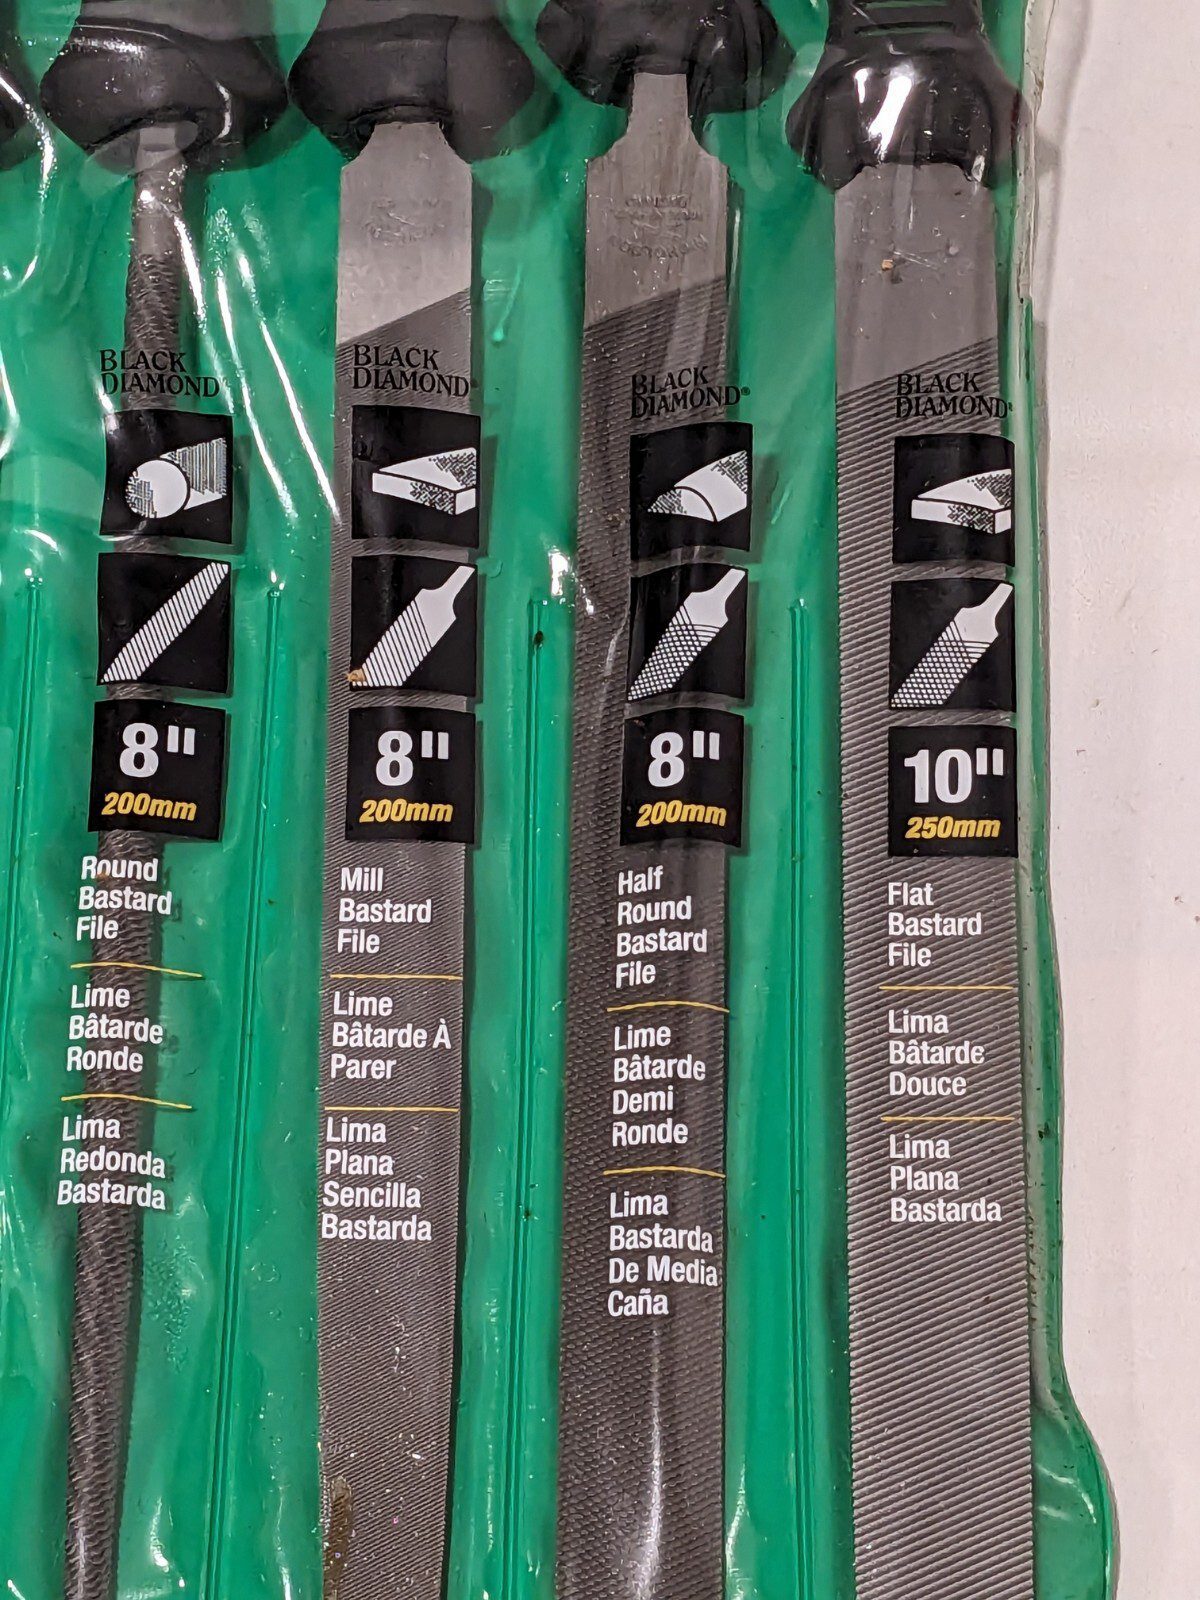 BLACK
DIAMOND
8"
200mm
Round
Bastard
File
Lime
Bâtarde
Ronde
Lima
Redonda
Bastarda
BLACK
DIAMOND
8"
200mm
Mill
Bastard
File
Lime
Bâtarde À
Parer
Lima
Plana
Sencilla
Bastarda
BLACK
DIAMOND®
8"
200mm
Half
Round
Bastard
File
Lime
Bâtarde
Demi
Ronde
Lima
Bastarda
De Media
Caña
BLACK
DIAMOND®
10"
250mm
Flat
Bastard
File
Lima
Bâtarde
Douce
Lima
Plana
Bastarda